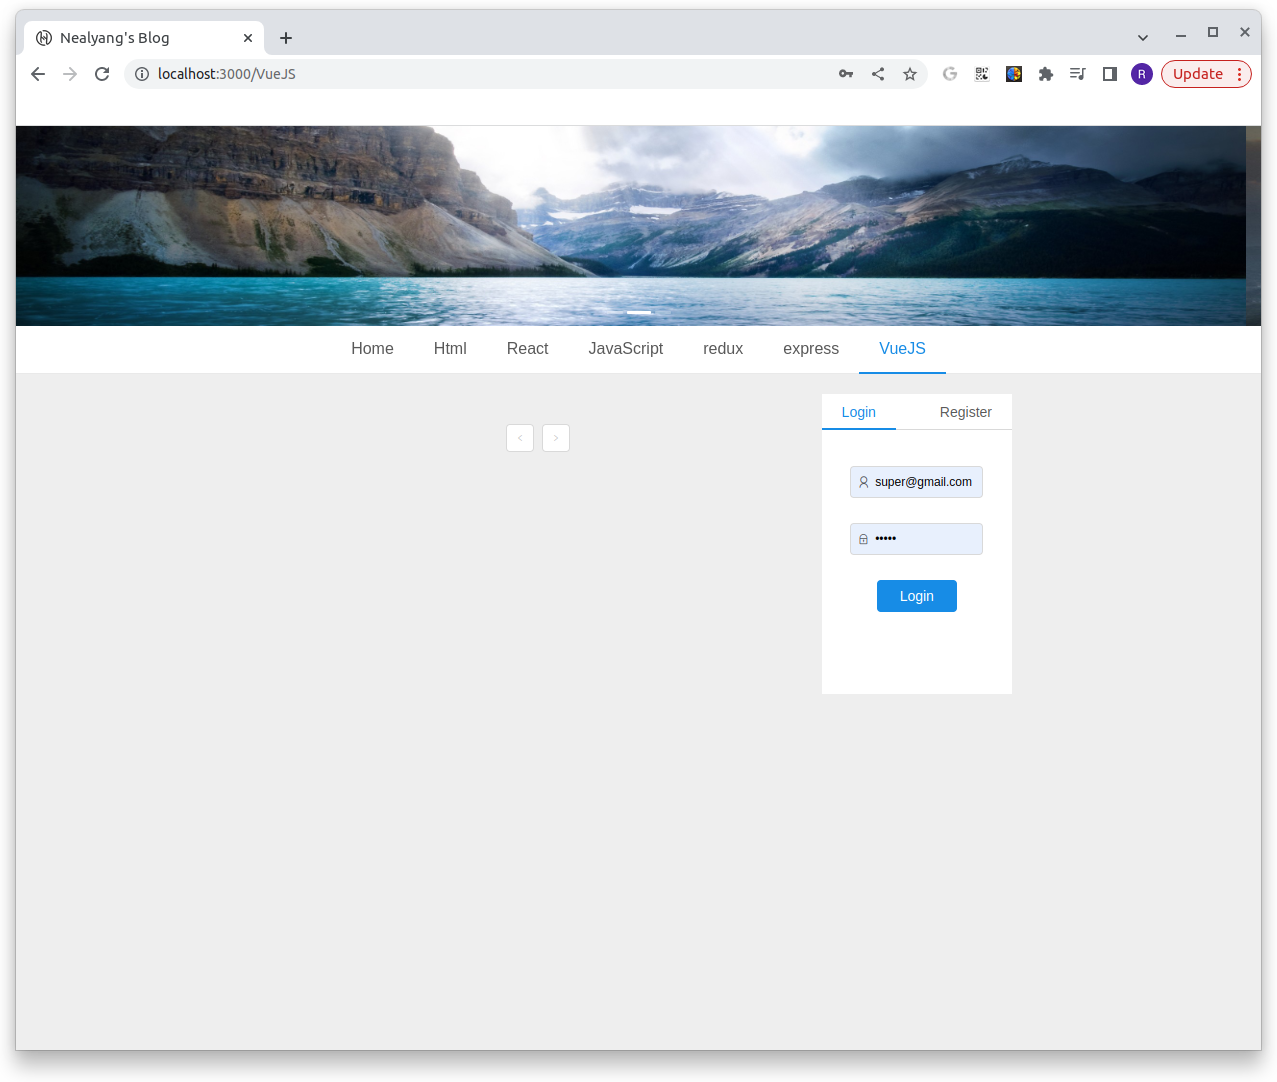 Nealyang's Blog
localhost:3000/VueJS
R
Update
Home Html React JavaScript redux express VueJS
Login Register
super@gmail.com
•••••
Login